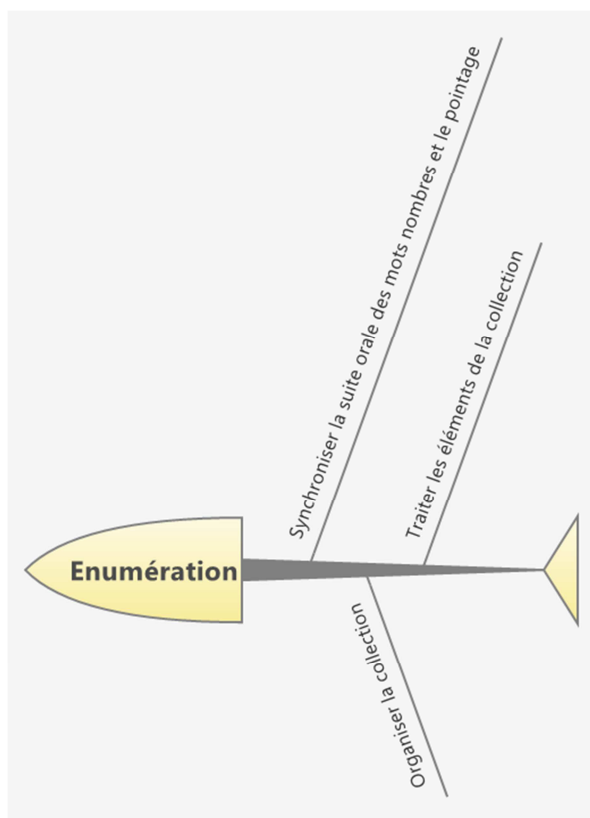 Synchroniser la suite orale des mots nombres et le pointage
Traiter les éléments de la collection
Enumération
Organiser la collection